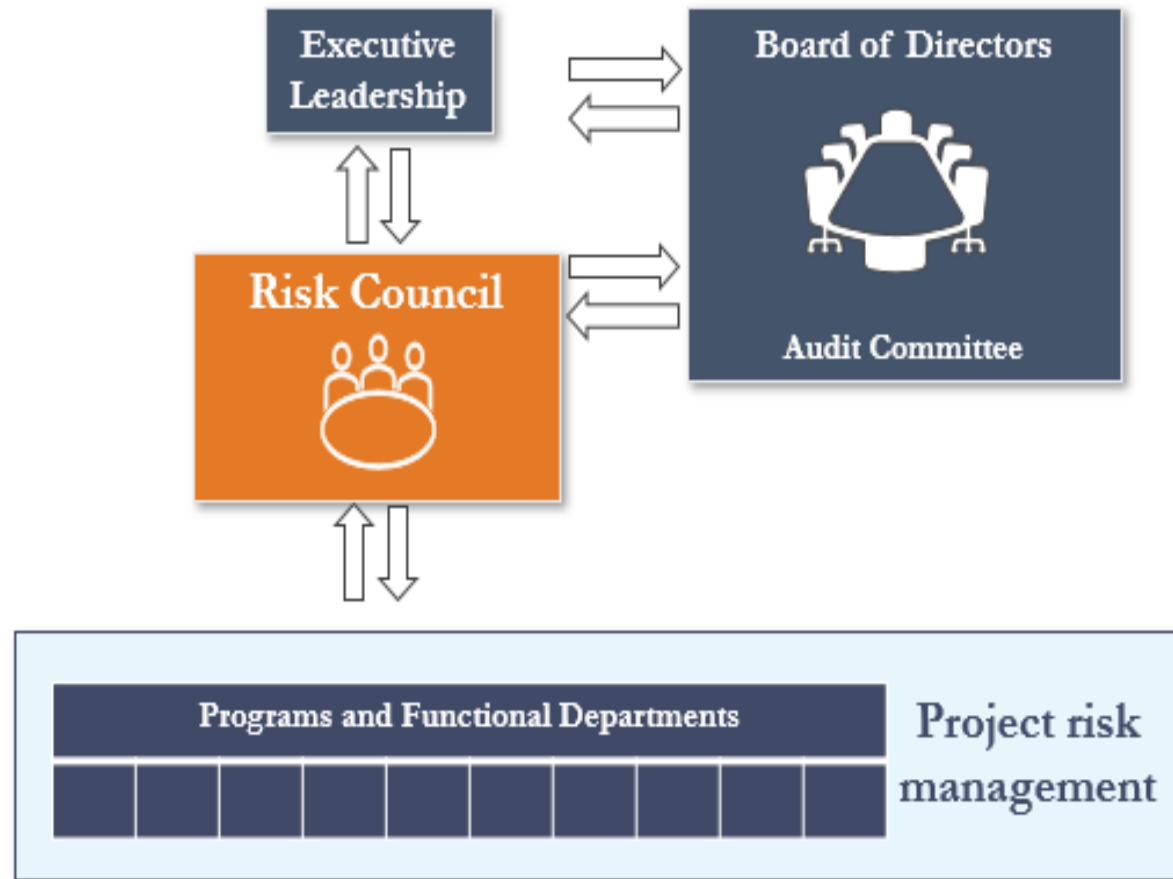 Executive
Leadership
Board of Directors
Risk Council
Audit Committee
Programs and Functional Departments
Project risk
management